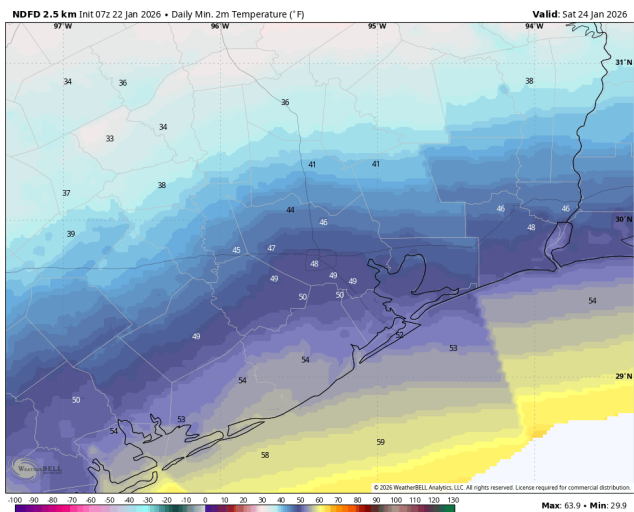 NDFD 2.5 km Init 07z 22 Jan 2026 • Daily Min. 2m Temperature (°F)
Valid: Sat 24 Jan 2026
97°W 96°W 95°W 94°W
31°N
34 36 38
36
33 34
41 41
37 38
46 46
44
46 48
30°N
39
45 47
48
49 49 49
50 50
54
49 52
53
54
29°N
54
50
53
54
59
58
WEATHERBELL
© 2026 WeatherBELL Analytics, LLC. All rights reserved. License required for commercial distribution.
-100 -90 -80 -70 -60 -50 -40 -30 -20 -10 0 10 20 30 40 50 60 70 80 90 100 110 120 130
Max: 63.9 • Min: 29.9